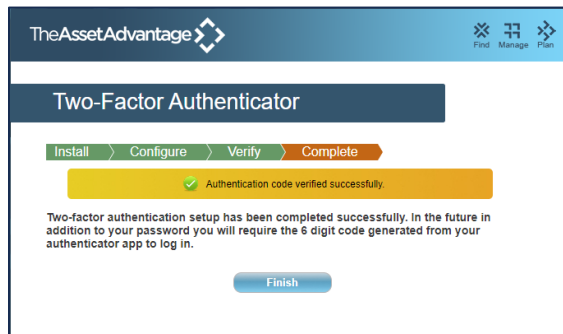 TheAssetAdvantage
Find Manage Plan
Two-Factor Authenticator
Install Configure Verify Complete
Authentication code verified successfully.
Two-factor authentication setup has been completed successfully. In the future in
addition to your password you will require the 6 digit code generated from your
authenticator app to log in.
Finish